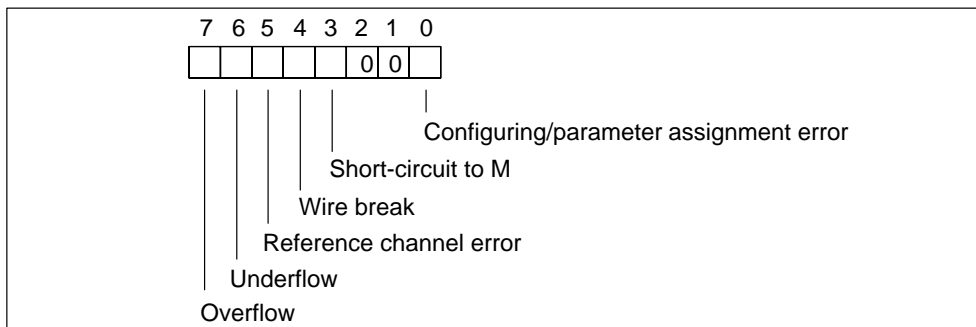 7 6 5 4 3 2 1 0
0 0
Configuring/parameter assignment error
Short-circuit to M
Wire break
Reference channel error
Underflow
Overflow